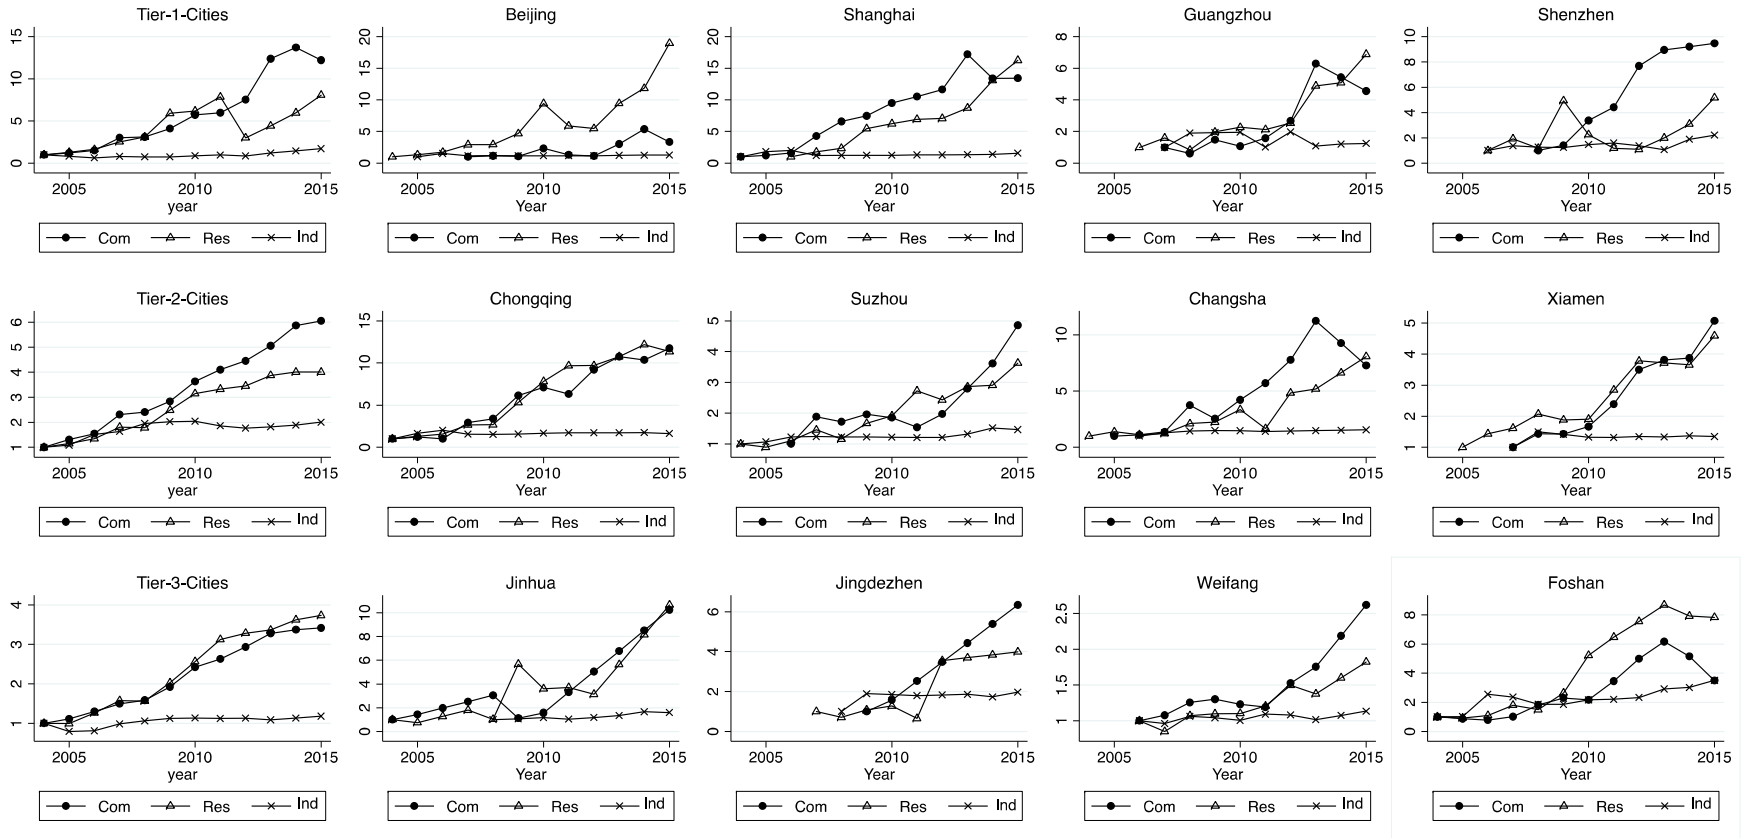 Tier-1-Cities
0 5 10 15
2005 2010 2015
year
Com Res Ind
Beijing
0 5 10 15 20
2005 2010 2015
Year
Com Res Ind
Shanghai
0 5 10 15 20
2005 2010 2015
Year
Com Res Ind
Guangzhou
0 2 4 6 8
2005 2010 2015
Year
Com Res Ind
Shenzhen
0 2 4 6 8 10
2005 2010 2015
Year
Com Res Ind
Tier-2-Cities
1 2 3 4 5 6
2005 2010 2015
year
Com Res Ind
Chongqing
0 5 10 15
2005 2010 2015
Year
Com Res Ind
Suzhou
1 2 3 4 5
2005 2010 2015
Year
Com Res Ind
Changsha
0 5 10
2005 2010 2015
Year
Com Res Ind
Xiamen
1 2 3 4 5
2005 2010 2015
Year
Com Res Ind
Tier-3-Cities
1 2 3 4
2005 2010 2015
year
Com Res Ind
Jinhua
0 2 4 6 8 10
2005 2010 2015
Year
Com Res Ind
Jingdezhen
0 2 4 6
2005 2010 2015
Year
Com Res Ind
Weifang
1 1.5 2 2.5
2005 2010 2015
Year
Com Res Ind
Foshan
0 2 4 6 8
2005 2010 2015
Year
Com Res Ind